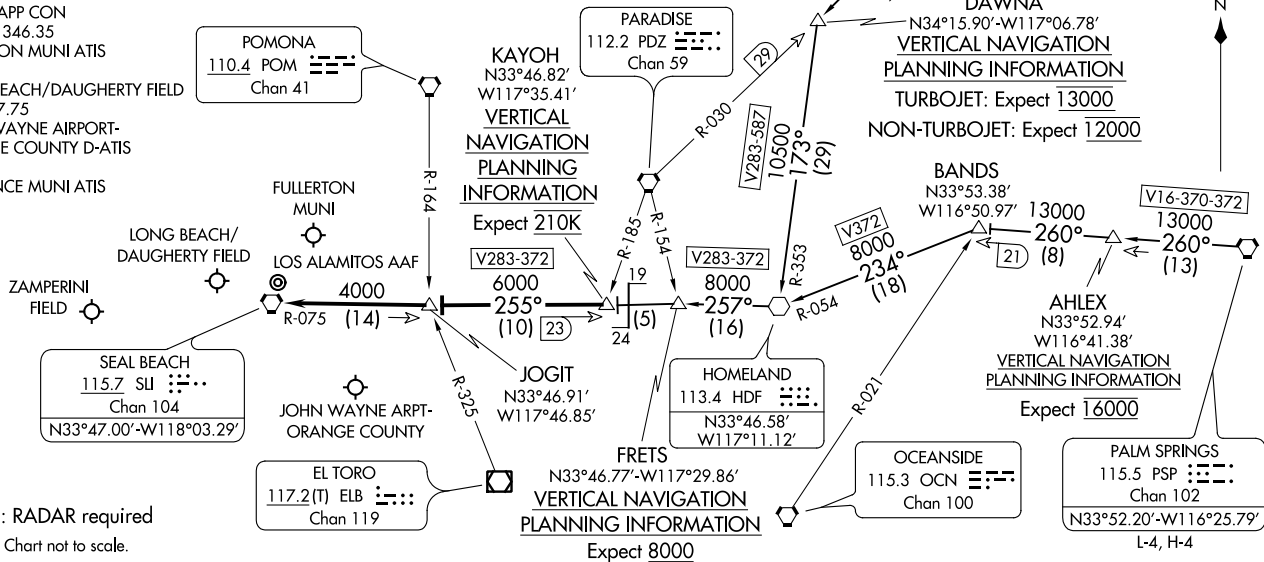 APP CON
346.35
ON MUNI ATIS
EACH/DAUGHERTY FIELD
7.75
WAYNE AIRPORT-
E COUNTY D-ATIS
NCE MUNI ATIS
POMONA
110.4 POM
Chan 41
R-164
KAYOH
N33°46.82'
W117°35.41'
VERTICAL
NAVIGATION
PLANNING
INFORMATION
Expect 210K
PARADISE
112.2 PDZ
Chan 59
29
R-030
R-185
R-154
DAWNA
N34°15.90'-W117°06.78'
VERTICAL NAVIGATION
PLANNING INFORMATION
TURBOJET: Expect 13000
NON-TURBOJET: Expect 12000
N
V283-587
10500
173°
(29)
R-353
BANDS
N33°53.38'
W116°50.97'
V16-370-372
13000
260°
(13)
13000
260°
(8)
21
V372
8000
234°
(18)
R-054
R-021
AHLEX
N33°52.94'
W116°41.38'
VERTICAL NAVIGATION
PLANNING INFORMATION
Expect 16000
FULLERTON
MUNI
LONG BEACH/
DAUGHERTY FIELD
LOS ALAMITOS AAF
ZAMPERINI
FIELD
4000
(14)
R-075
V283-372
6000
255°
(10)
23
19
24
(5)
V283-372
8000
257°
(16)
SEAL BEACH
115.7 SLI
Chan 104
N33°47.00'-W118°03.29'
JOGIT
N33°46.91'
W117°46.85'
R-325
JOHN WAYNE ARPT-
ORANGE COUNTY
HOMELAND
113.4 HDF
N33°46.58'
W117°11.12'
EL TORO
117.2(T) ELB
Chan 119
FRETS
N33°46.77'-W117°29.86'
VERTICAL NAVIGATION
PLANNING INFORMATION
Expect 8000
OCEANSIDE
115.3 OCN
Chan 100
PALM SPRINGS
115.5 PSP
Chan 102
N33°52.20'-W116°25.79'
L-4, H-4
: RADAR required
Chart not to scale.